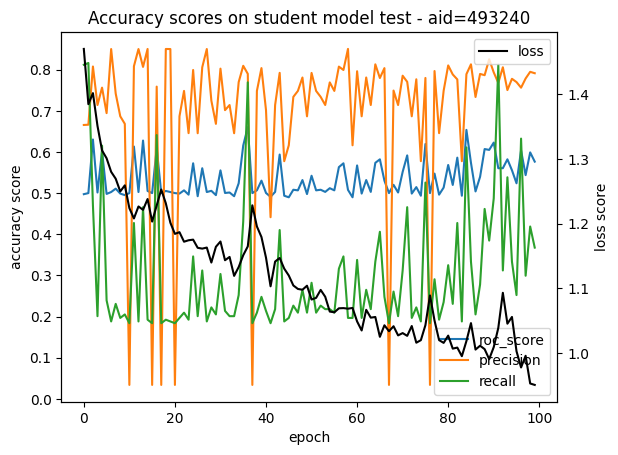 Accuracy scores on student model test - aid=493240
loss
0.8
0.7
0.6
0.5
0.4
0.3
0.2
0.1
0.0
accuracy score
1.4
1.3
1.2
1.1
1.0
loss score
roc_score
precision
recall
0
20
40
60
80
100
epoch